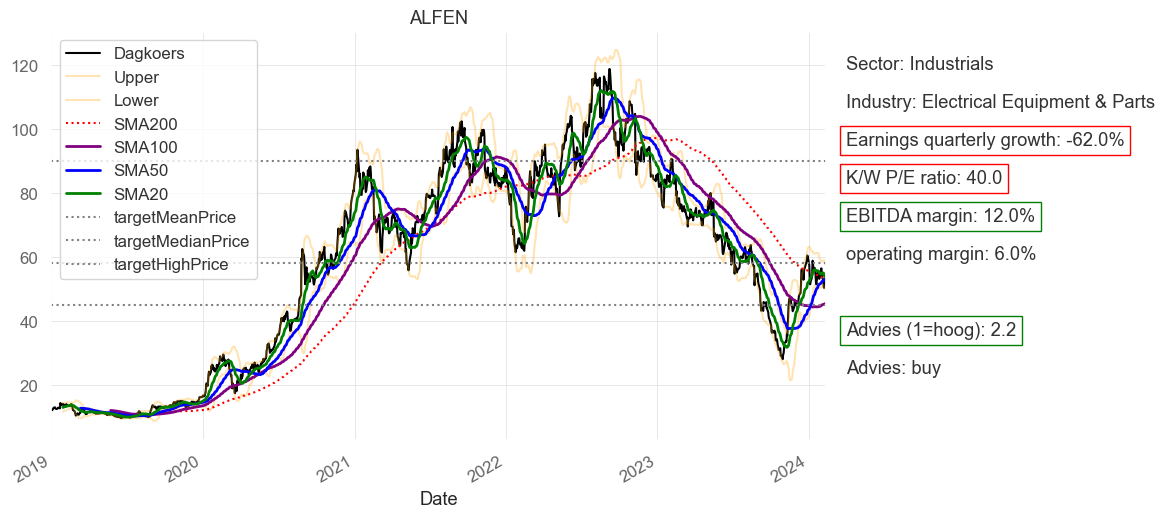 ALFEN
Dagkoers
Upper
Lower
SMA200
SMA100
SMA50
SMA20
targetMeanPrice
targetMedianPrice
targetHighPrice
120
100
80
60
40
20
2019
2020
2021
2022
2023
2024
Date
Sector: Industrials
Industry: Electrical Equipment & Parts
Earnings quarterly growth: -62.0%
K/W P/E ratio: 40.0
EBITDA margin: 12.0%
operating margin: 6.0%
Advies (1=hoog): 2.2
Advies: buy